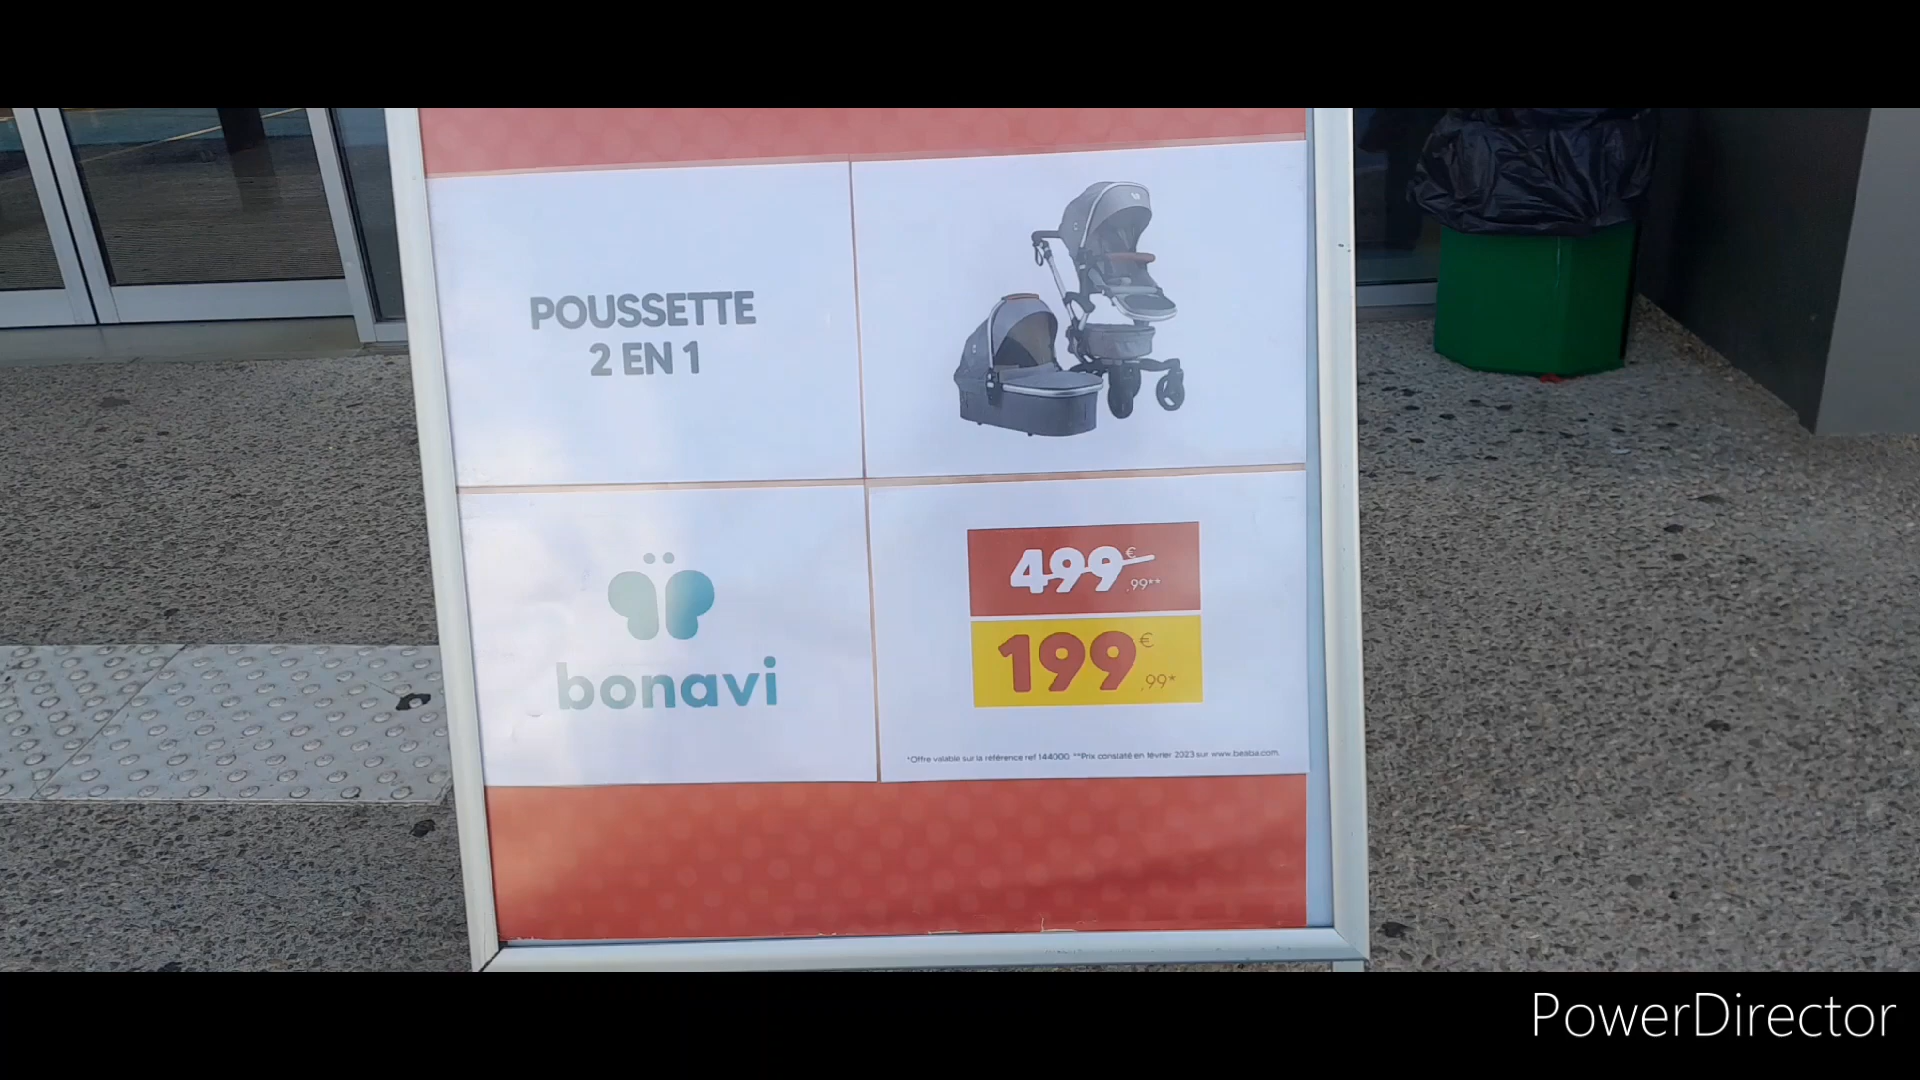 POUSSETTE
2 EN 1
bonavi
499€,99**
199€,99*
*Offre valable sur la référence ref 144000 **Prix constaté en février 2023 sur www.beaba.com.
PowerDirector